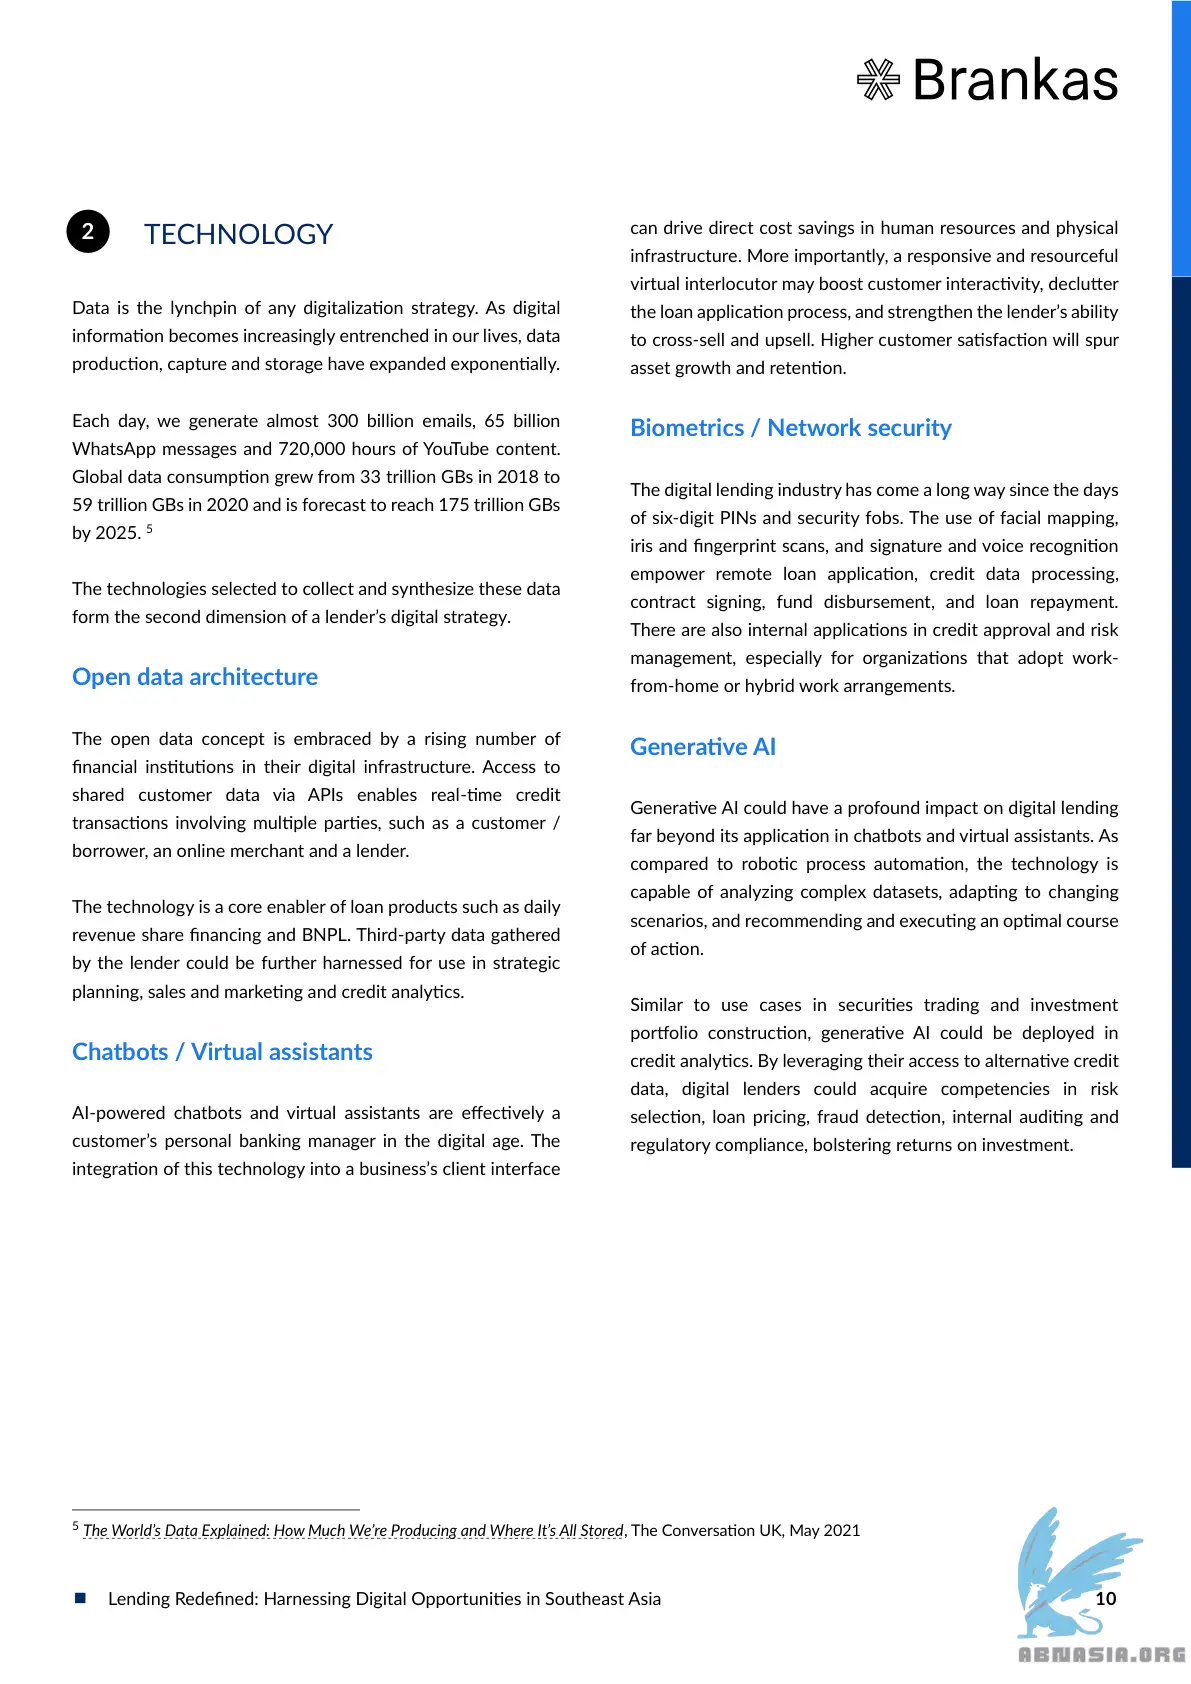 Brankas
2
TECHNOLOGY
Data is the lynchpin of any digitalization strategy. As digital
information becomes increasingly entrenched in our lives, data
production, capture and storage have expanded exponentially.
Each day, we generate almost 300 billion emails, 65 billion
WhatsApp messages and 720,000 hours of YouTube content.
Global data consumption grew from 33 trillion GBs in 2018 to
59 trillion GBs in 2020 and is forecast to reach 175 trillion GBs
by 2025. 5
The technologies selected to collect and synthesize these data
form the second dimension of a lender's digital strategy.
Open data architecture
The open data concept is embraced by a rising number of
financial institutions in their digital infrastructure. Access to
shared customer data via APIs enables real-time credit
transactions involving multiple parties, such as a customer /
borrower, an online merchant and a lender.
The technology is a core enabler of loan products such as daily
revenue share financing and BNPL. Third-party data gathered
by the lender could be further harnessed for use in strategic
planning, sales and marketing and credit analytics.
Chatbots / Virtual assistants
AI-powered chatbots and virtual assistants are effectively a
customer's personal banking manager in the digital age. The
integration of this technology into a business's client interface
can drive direct cost savings in human resources and physical
infrastructure. More importantly, a responsive and resourceful
virtual interlocutor may boost customer interactivity, declutter
the loan application process, and strengthen the lender's ability
to cross-sell and upsell. Higher customer satisfaction will spur
asset growth and retention.
Biometrics / Network security
The digital lending industry has come a long way since the days
of six-digit PINs and security fobs. The use of facial mapping,
iris and fingerprint scans, and signature and voice recognition
empower remote loan application, credit data processing,
contract signing, fund disbursement, and loan repayment.
There are also internal applications in credit approval and risk
management, especially for organizations that adopt work-
from-home or hybrid work arrangements.
Generative AI
Generative AI could have a profound impact on digital lending
far beyond its application in chatbots and virtual assistants. As
compared to robotic process automation, the technology is
capable of analyzing complex datasets, adapting to changing
scenarios, and recommending and executing an optimal course
of action.
Similar to use cases in securities trading and investment
portfolio construction, generative AI could be deployed in
credit analytics. By leveraging their access to alternative credit
data, digital lenders could acquire competencies in risk
selection, loan pricing, fraud detection, internal auditing and
regulatory compliance, bolstering returns on investment.
5 The World's Data Explained: How Much We're Producing and Where It's All Stored, The Conversation UK, May 2021
Lending Redefined: Harnessing Digital Opportunities in Southeast Asia
10
ABNASIA.ORG